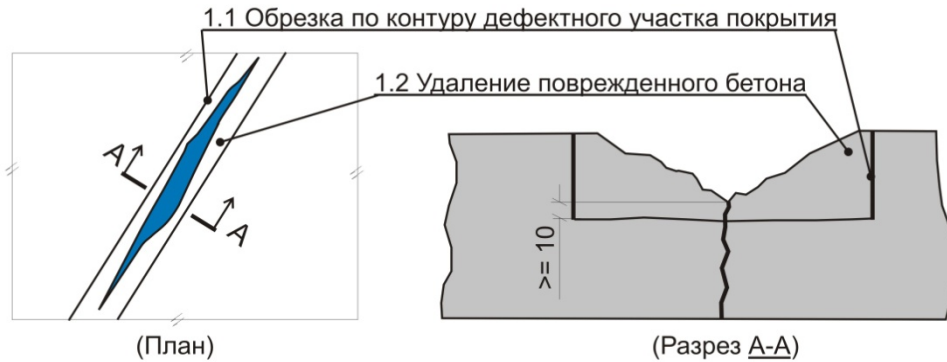 1.1 Обрезка по контуру дефектного участка покрытия
1.2 Удаление поврежденного бетона
А
А
>= 10
(План)
(Разрез А-А)